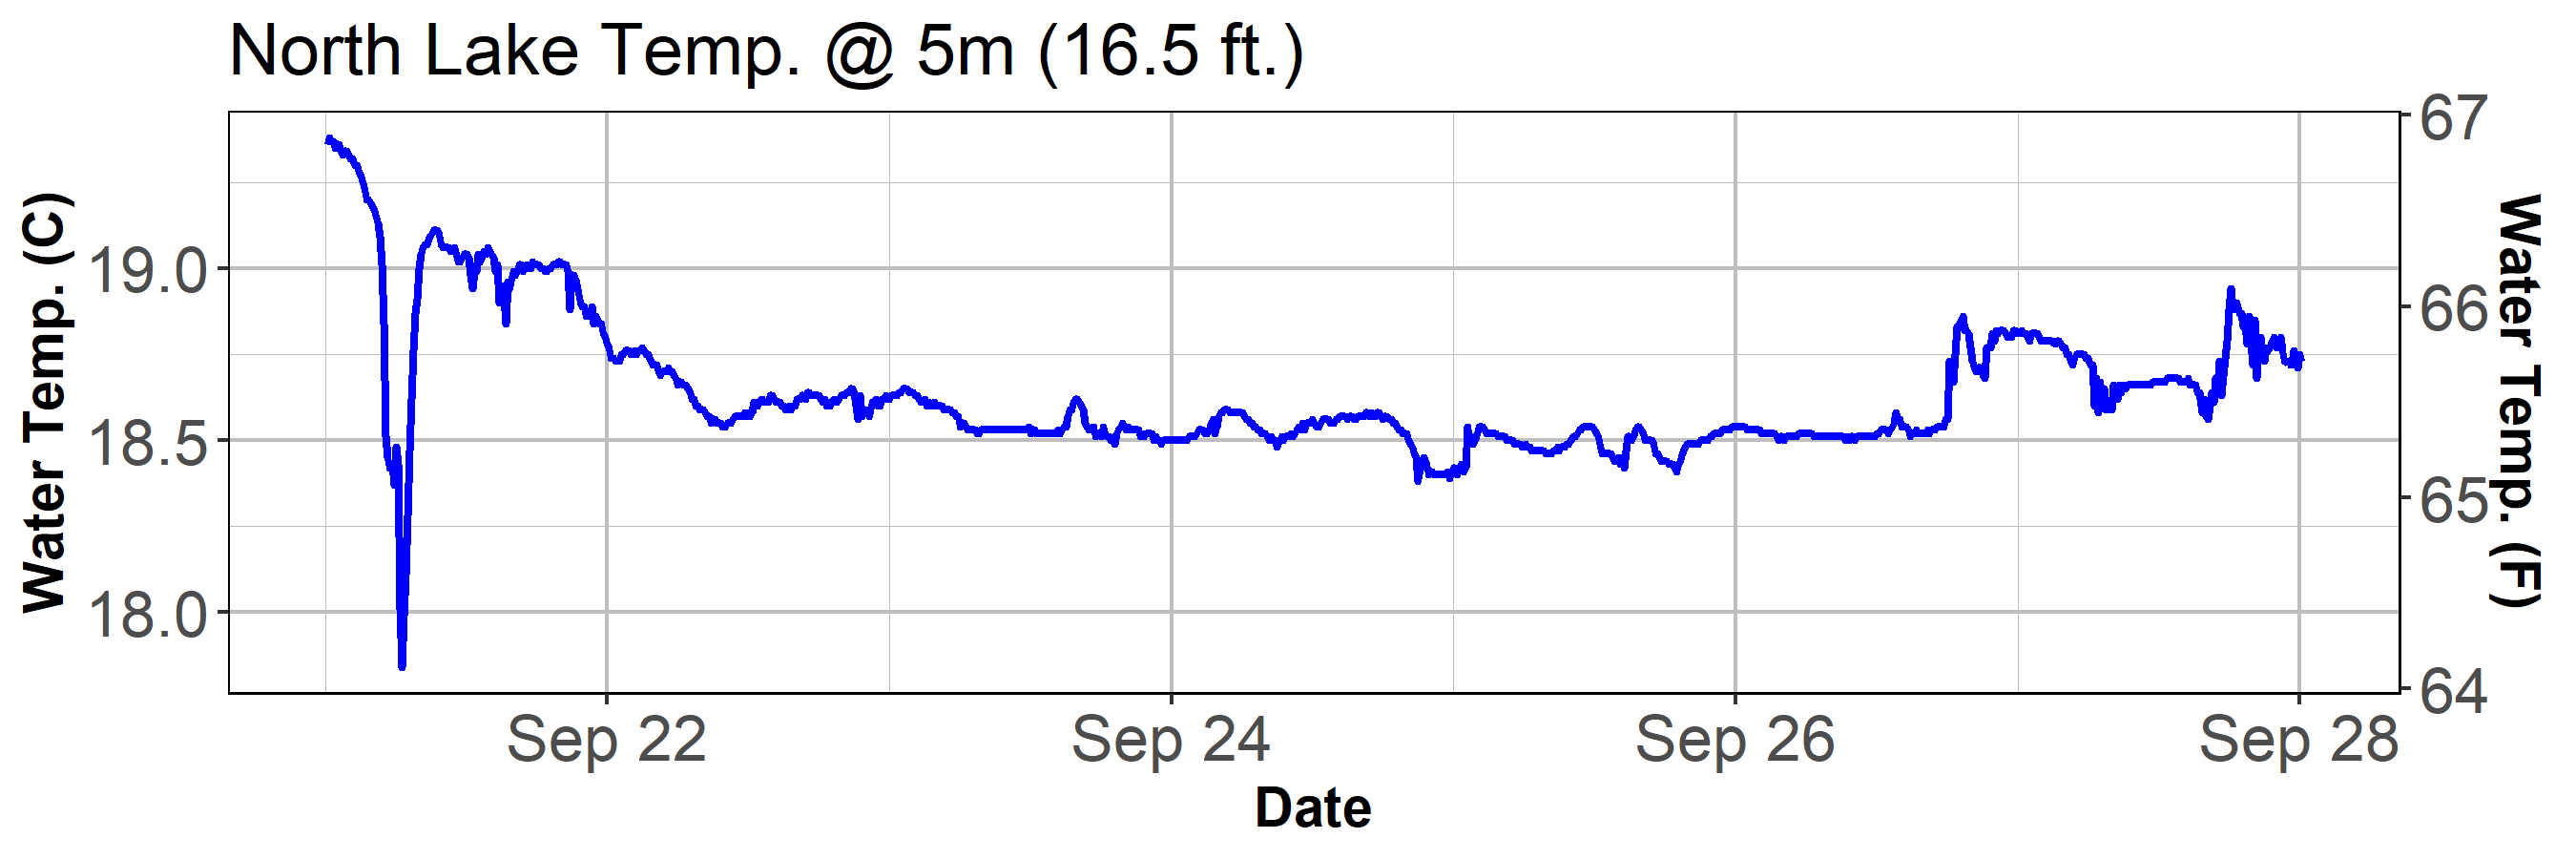 North Lake Temp. @ 5m (16.5 ft.)
Water Temp. (C)
19.0
18.5
18.0
67
66
65
64
Water Temp. (F)
Sep 22
Sep 24
Sep 26
Sep 28
Date